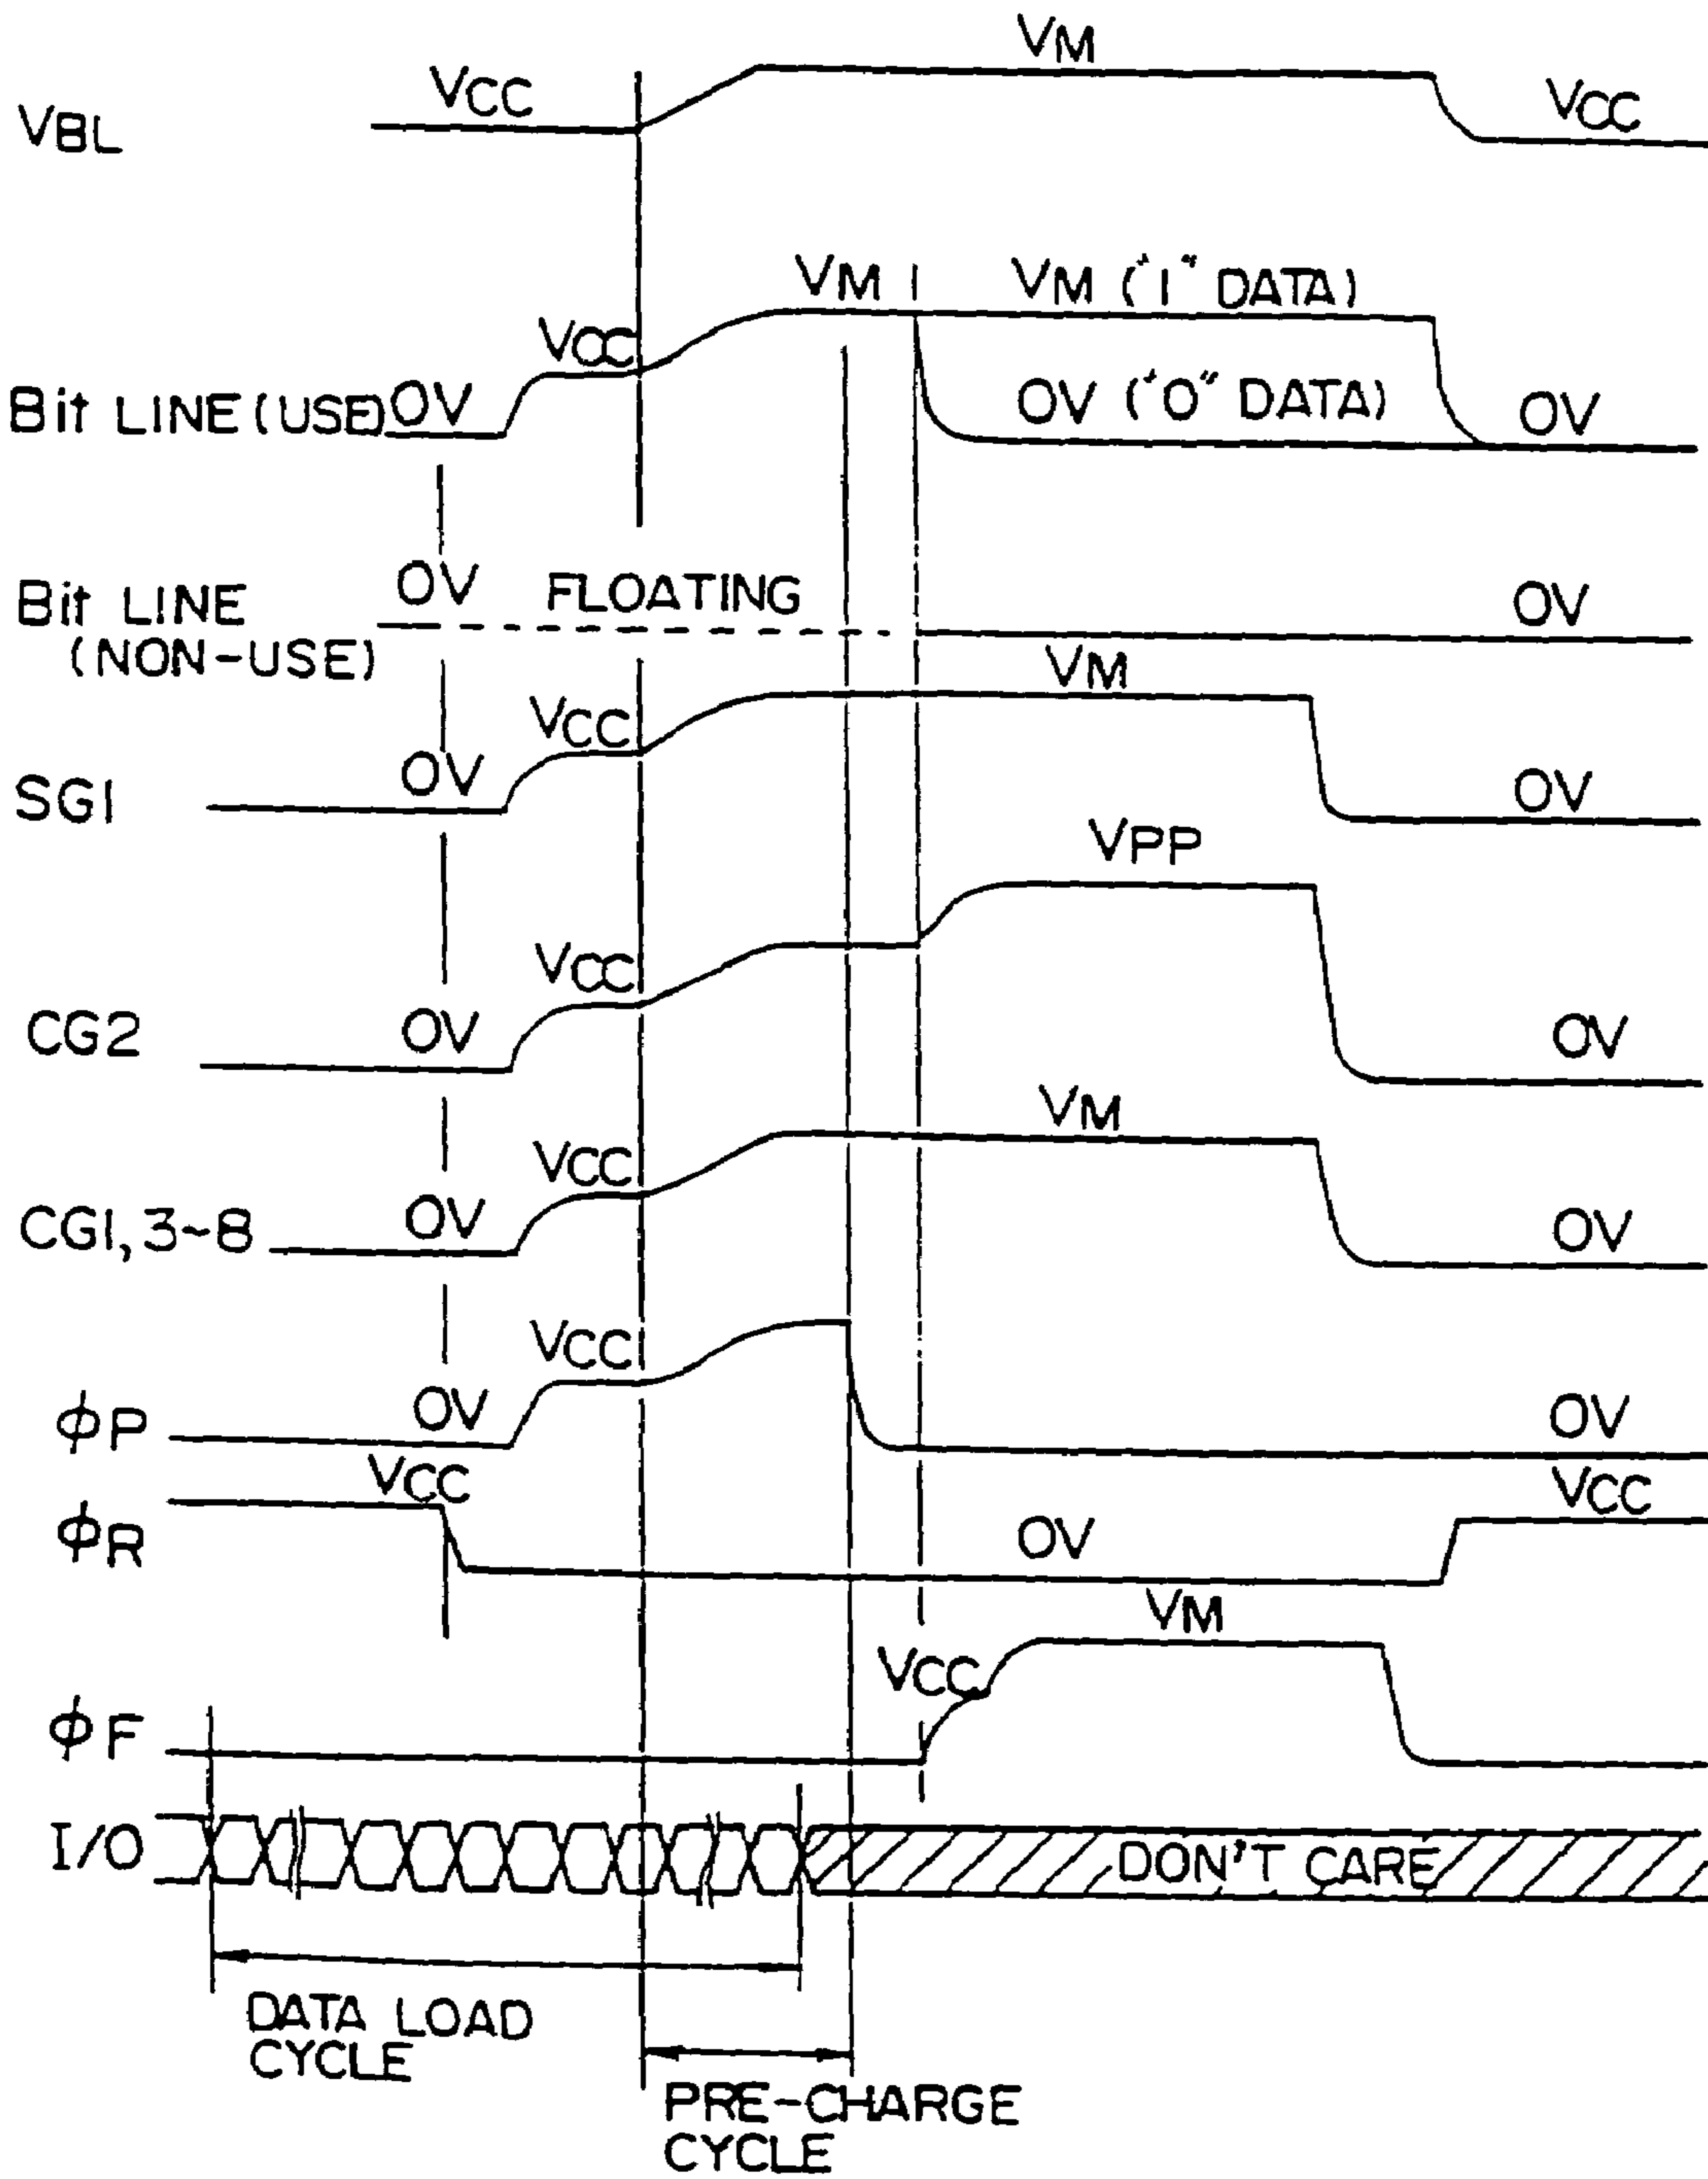 VM
VCC
VCC
VBL
VM
VM ("1" DATA)
VCC
Bit LINE (USE)
0V
0V ("0" DATA)
0V
Bit LINE
(NON-USE)
0V
FLOATING
0V
VM
VCC
SG1
0V
0V
VPP
VCC
CG2
0V
0V
VM
VCC
CG1, 3~8
0V
0V
VCC
φP
0V
0V
VCC
VCC
φR
0V
VM
VCC
φF
I/O
DON'T CARE
DATA LOAD
CYCLE
PRE-CHARGE
CYCLE